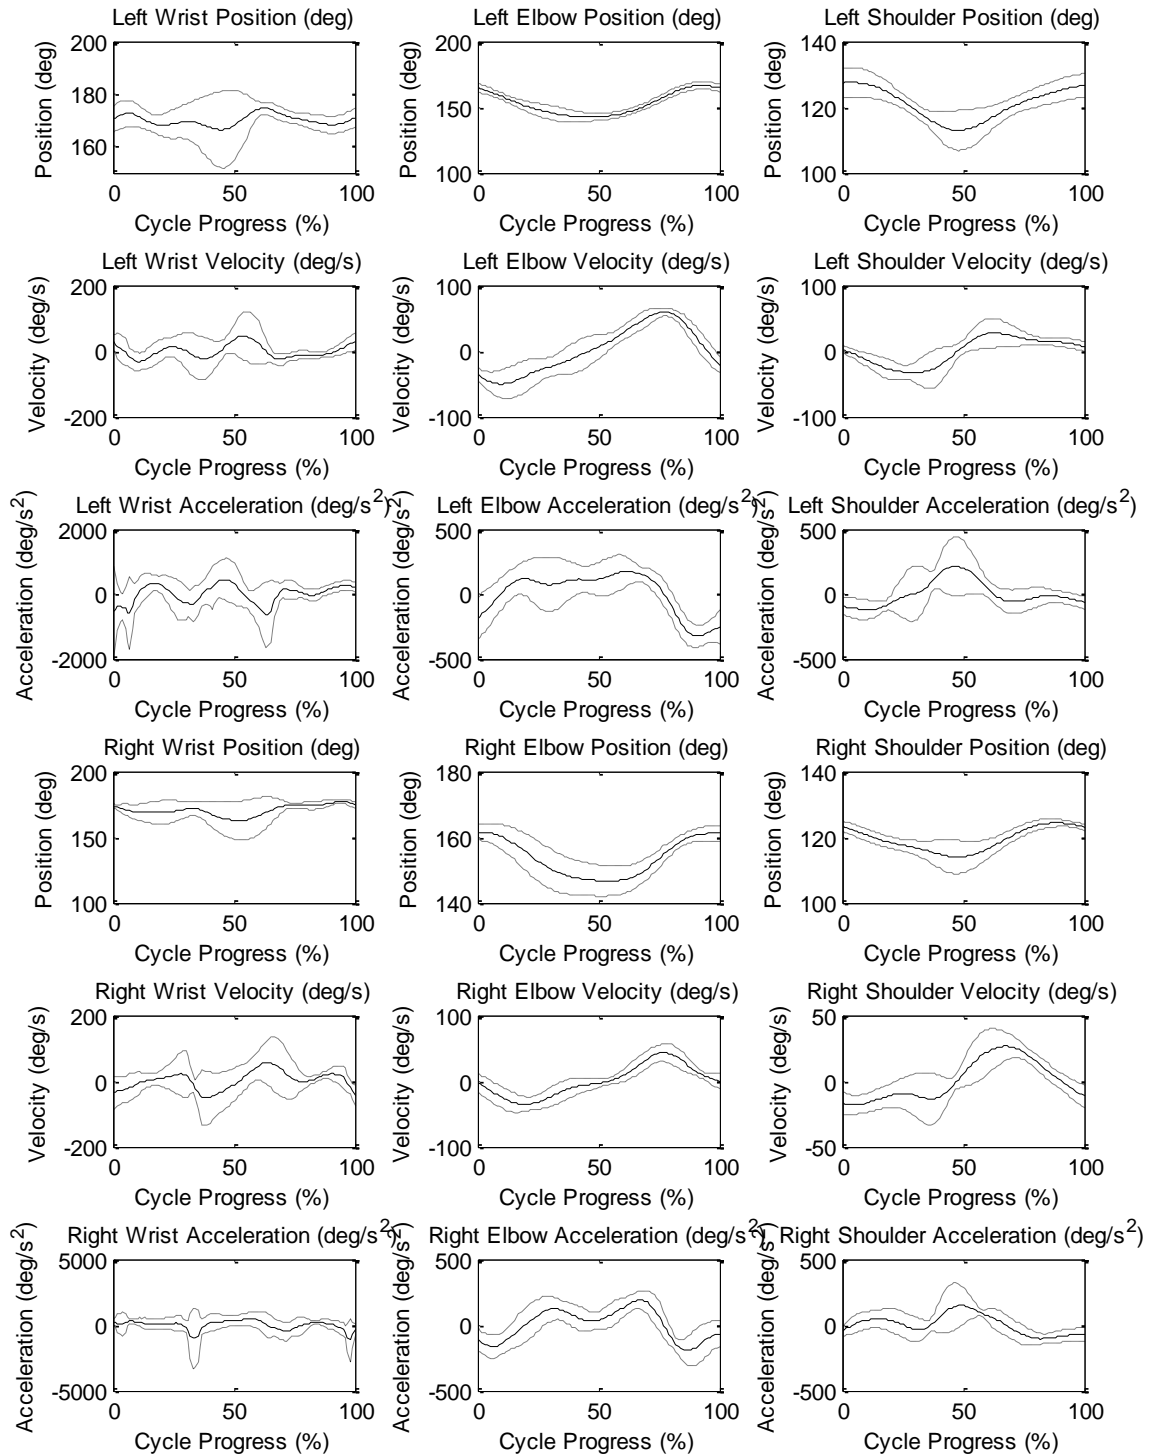 Left Wrist Position (deg)
Left Elbow Position (deg)
Left Shoulder Position (deg)
Position (deg)
200
180
160
0
50
100
Cycle Progress (%)
Position (deg)
200
150
100
0
50
100
Cycle Progress (%)
Position (deg)
140
120
100
0
50
100
Cycle Progress (%)
Left Wrist Velocity (deg/s)
Left Elbow Velocity (deg/s)
Left Shoulder Velocity (deg/s)
Velocity (deg/s)
200
0
-200
0
50
100
Cycle Progress (%)
Velocity (deg/s)
100
0
-100
0
50
100
Cycle Progress (%)
Velocity (deg/s)
100
0
-100
0
50
100
Cycle Progress (%)
Left Wrist Acceleration (deg/s²)
Left Elbow Acceleration (deg/s²)
Left Shoulder Acceleration (deg/s²)
Acceleration (deg/s²)
2000
0
-2000
0
50
100
Cycle Progress (%)
Acceleration (deg/s²)
500
0
-500
0
50
100
Cycle Progress (%)
Acceleration (deg/s²)
500
0
-500
0
50
100
Cycle Progress (%)
Right Wrist Position (deg)
Right Elbow Position (deg)
Right Shoulder Position (deg)
Position (deg)
200
150
100
0
50
100
Cycle Progress (%)
Position (deg)
180
160
140
0
50
100
Cycle Progress (%)
Position (deg)
140
120
100
0
50
100
Cycle Progress (%)
Right Wrist Velocity (deg/s)
Right Elbow Velocity (deg/s)
Right Shoulder Velocity (deg/s)
Velocity (deg/s)
200
0
-200
0
50
100
Cycle Progress (%)
Velocity (deg/s)
100
0
-100
0
50
100
Cycle Progress (%)
Velocity (deg/s)
50
0
-50
0
50
100
Cycle Progress (%)
Right Wrist Acceleration (deg/s²)
Right Elbow Acceleration (deg/s²)
Right Shoulder Acceleration (deg/s²)
Acceleration (deg/s²)
5000
0
-5000
0
50
100
Cycle Progress (%)
Acceleration (deg/s²)
500
0
-500
0
50
100
Cycle Progress (%)
Acceleration (deg/s²)
500
0
-500
0
50
100
Cycle Progress (%)